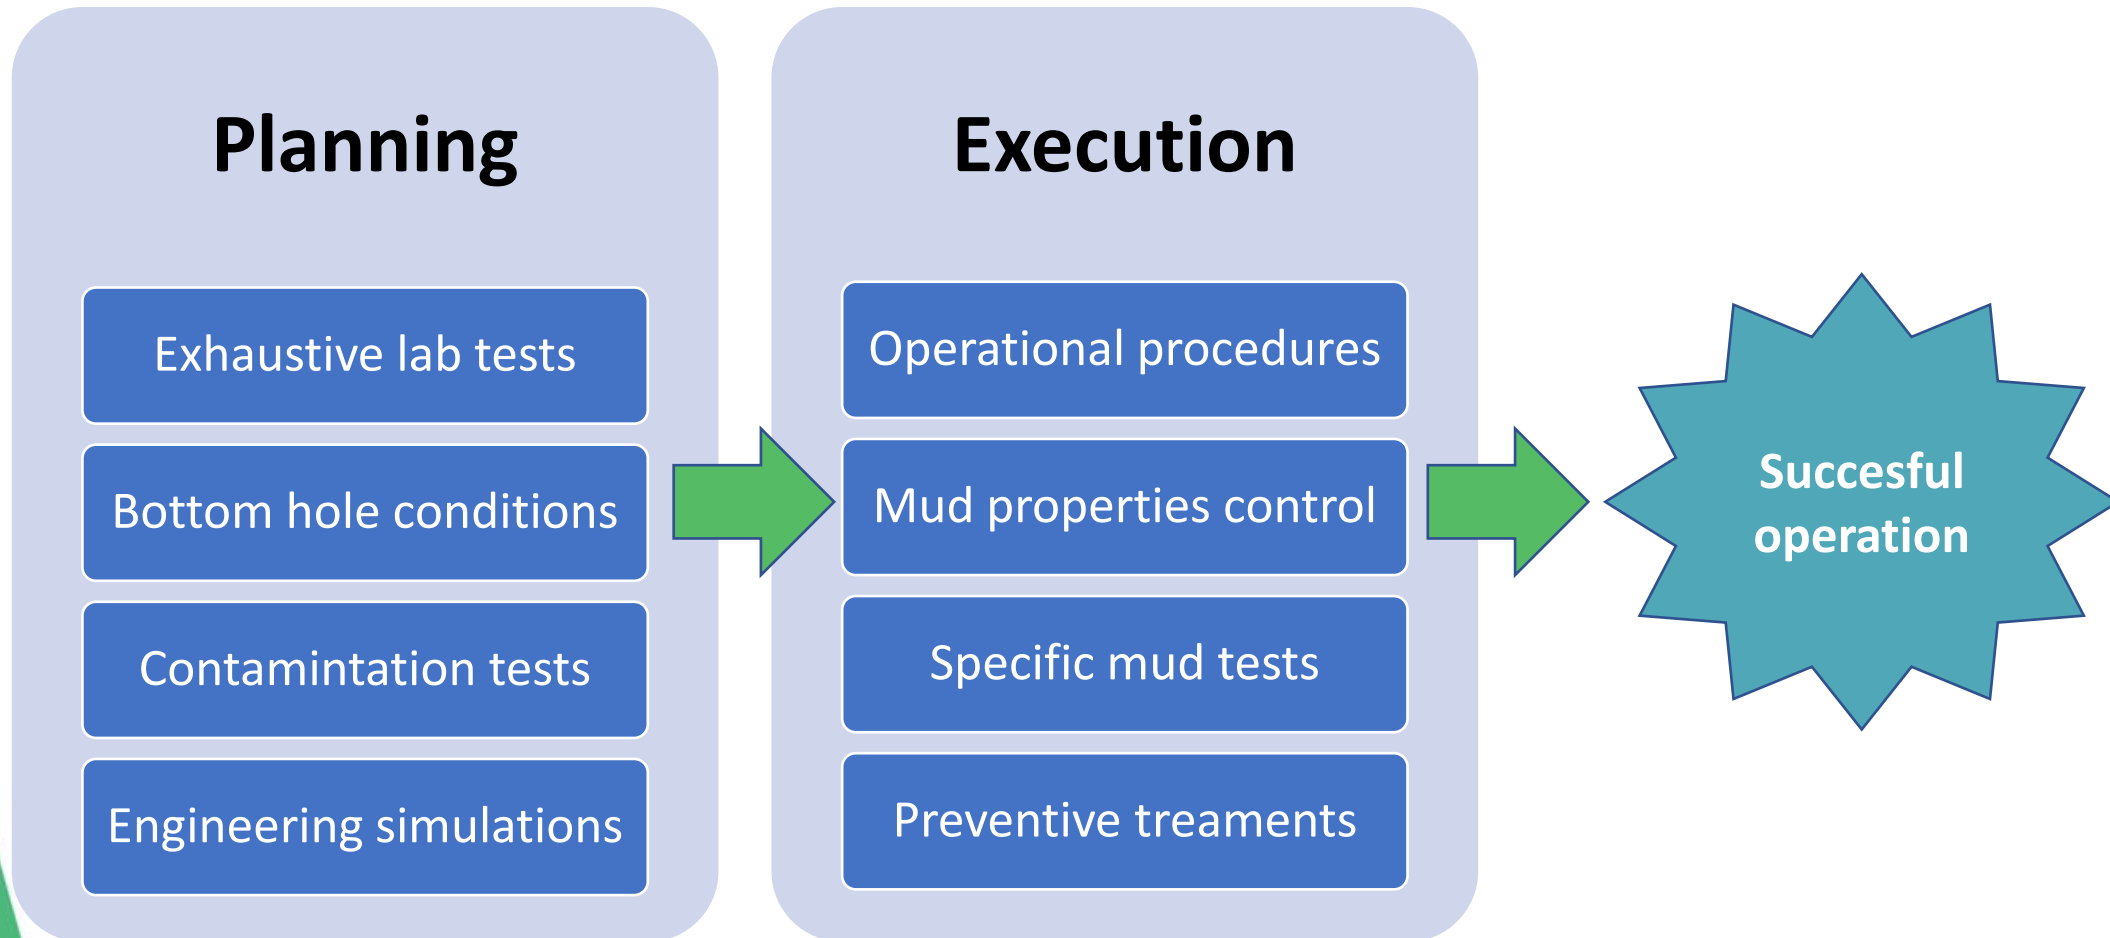 Planning
Exhaustive lab tests
Bottom hole conditions
Contamintation tests
Engineering simulations
Execution
Operational procedures
Mud properties control
Specific mud tests
Preventive treaments
Succesful
operation